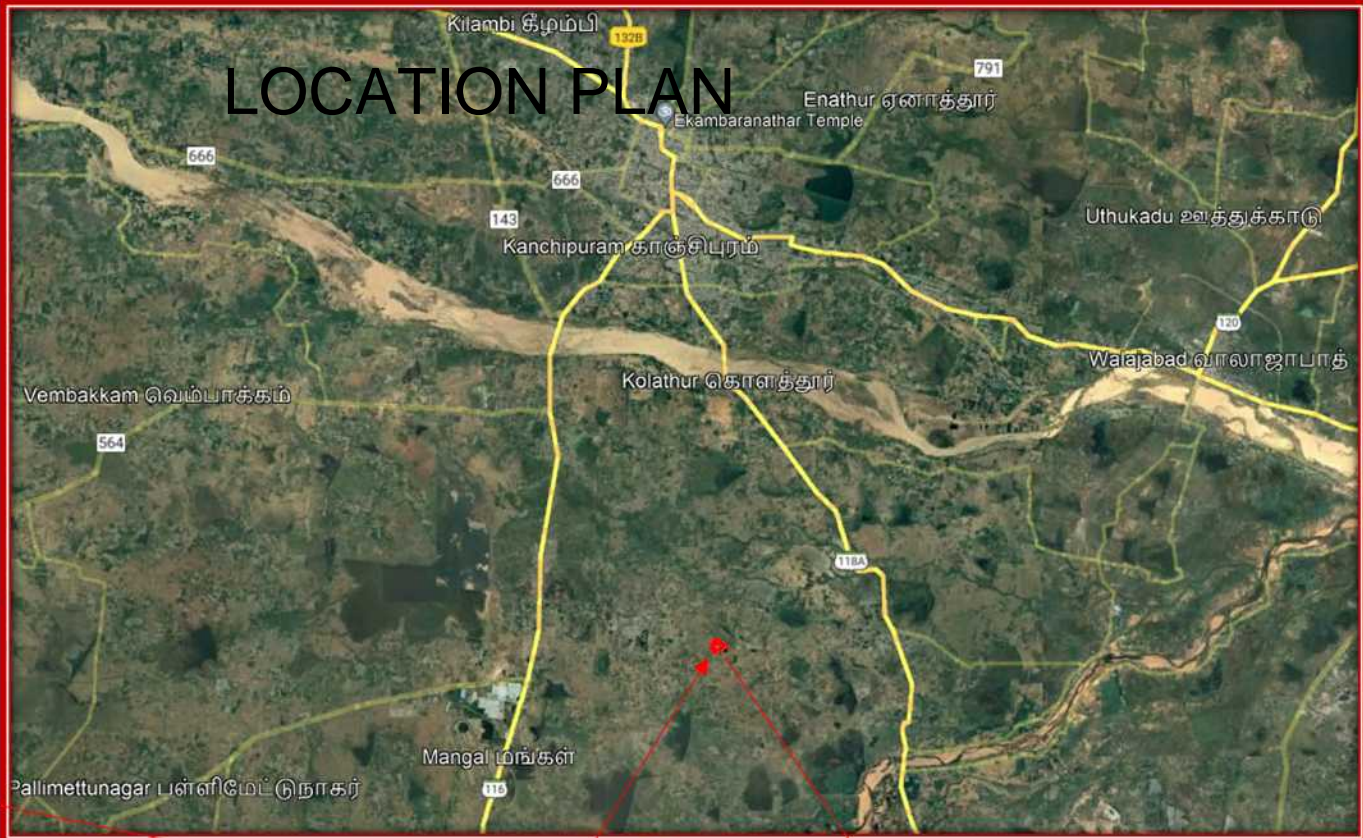 Kilambi கீழம்பி
132B
LOCATION PLAN
791
Enathur ஏனாத்தூர்
Ekambaranathar Temple
666
666
143
Uthukadu ஊத்துக்காடு
Kanchipuram காஞ்சிபுரம்
120
Walajabad வாலாஜாபாத்
Kolathur கொளத்தூர்
Vembakkam வெம்பாக்கம்
564
118A
Mangal மங்கள்
116
Pallimettunagar பள்ளிமேட்டுநாகர்